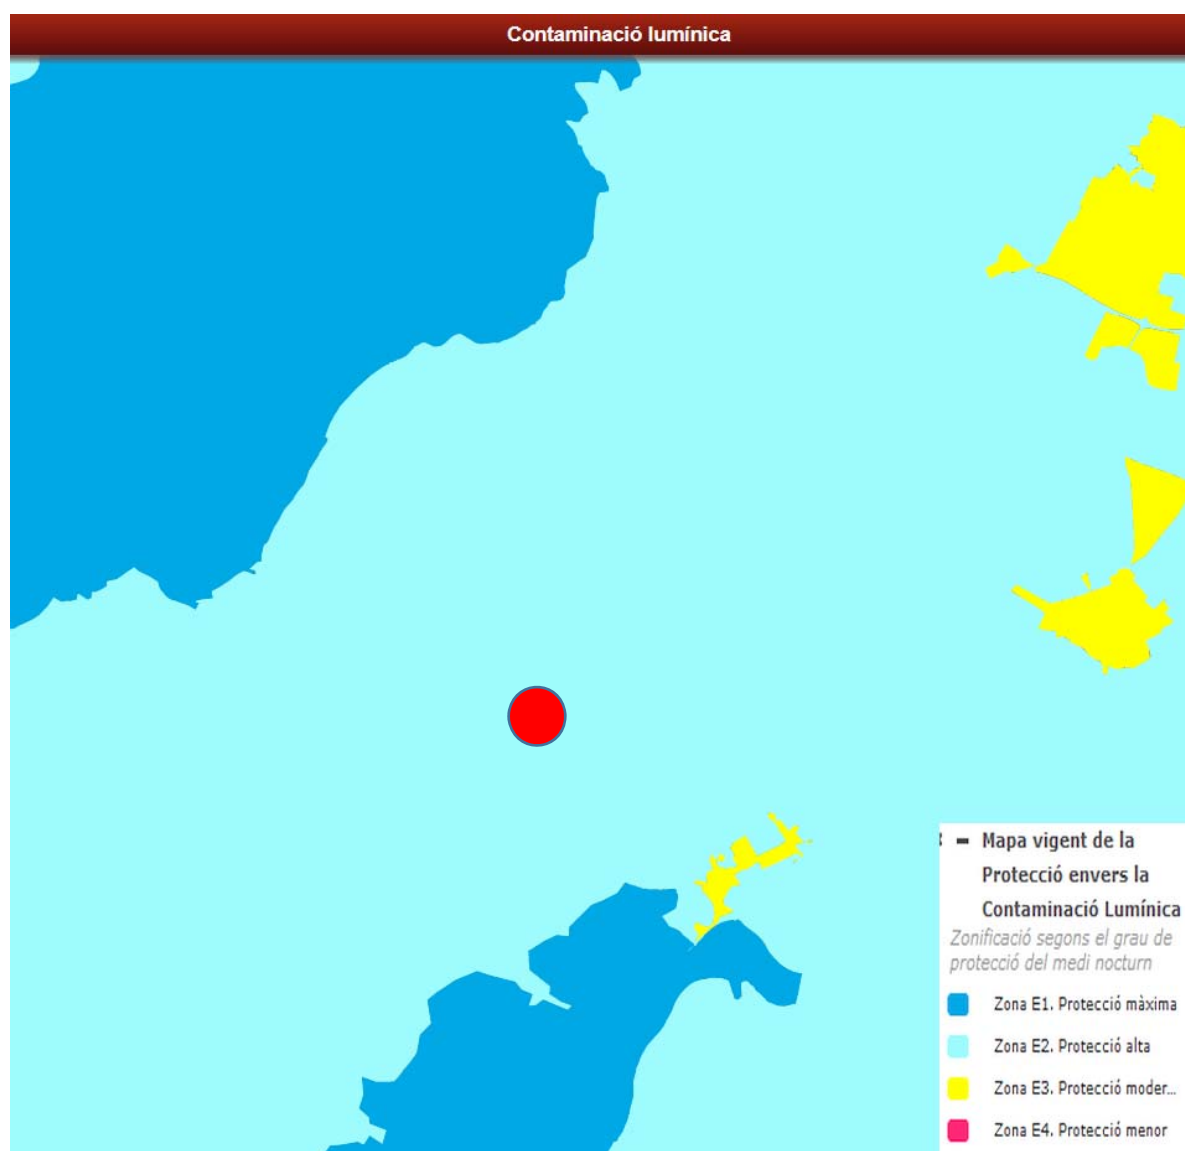 Contaminació lumínica
Mapa vigent de la
Protecció envers la
Contaminació Lumínica
Zonificació segons el grau de
protecció del medi nocturn
Zona E1. Protecció màxima
Zona E2. Protecció alta
Zona E3. Protecció moder...
Zona E4. Protecció menor